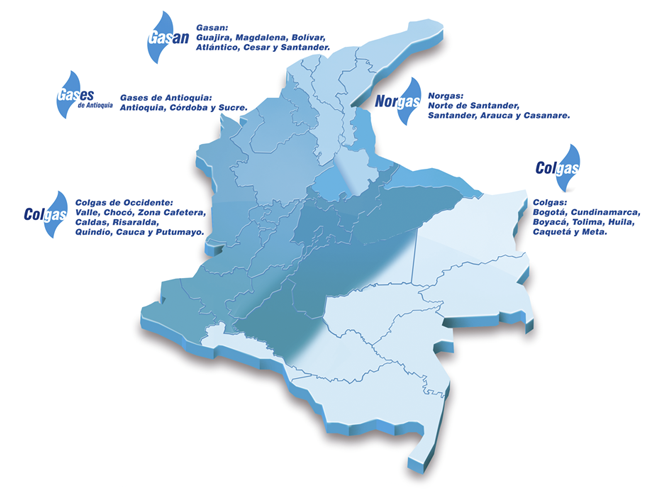 Gasan
Gasan:
Guajira, Magdalena, Bolívar,
Atlántico, Cesar y Santander.
Gases
de Antioquia
Gases de Antioquia:
Antioquia, Córdoba y Sucre.
Norgas
Norgas:
Norte de Santander,
Santander, Arauca y Casanare.
Colgas
Colgas de Occidente:
Valle, Chocó, Zona Cafetera,
Caldas, Risaralda,
Quindío, Cauca y Putumayo.
Colgas
Colgas:
Bogotá, Cundinamarca,
Boyacá, Tolima, Huila,
Caquetá y Meta.